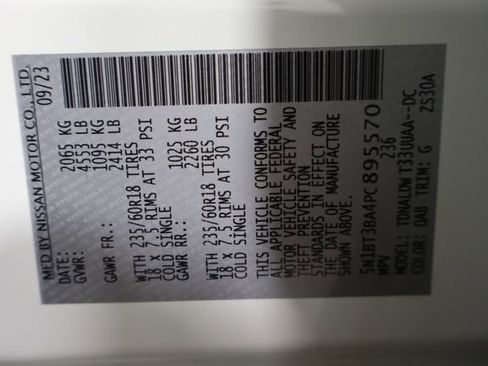 MFD BY NISSAN MOTOR CO., LTD.
DATE: 09/23
GVWR: 2065 KG
4553 LB
GAWR FR.: 1095 KG
2414 LB
WITH 235/60R18 TIRES
18 X 7.5 RIMS AT 33 PSI
COLD SINGLE
GAWR RR.: 1025 KG
2260 LB
WITH 235/60R18 TIRES
18 X 7.5 RIMS AT 30 PSI
COLD SINGLE
THIS VEHICLE CONFORMS TO
ALL APPLICABLE FEDERAL
MOTOR VEHICLE SAFETY AND
THEFT PREVENTION
STANDARDS IN EFFECT ON
THE DATE OF MANUFACTURE
SHOWN ABOVE.
5N1BT3BA4PC895570
MPV 236
MODEL: TDNALDWT33UUAA--DC
COLOR: QAB TRIM: G ZS30A